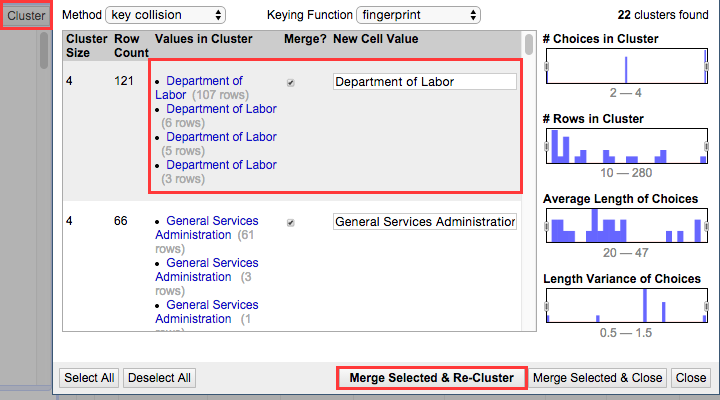 Cluster
Method key collision Keying Function fingerprint 22 clusters found
Cluster Size Row Count Values in Cluster Merge? New Cell Value
4 121 • Department of Labor (107 rows) Department of Labor
• Department of Labor (6 rows)
• Department of Labor (5 rows)
• Department of Labor (3 rows)
4 66 • General Services Administration (61 rows) General Services Administration
• General Services Administration (3 rows)
• General Services Administration (1 rows)
# Choices in Cluster
2 — 4
# Rows in Cluster
10 — 280
Average Length of Choices
20 — 47
Length Variance of Choices
0.5 — 1.5
Select All Deselect All Merge Selected & Re-Cluster Merge Selected & Close Close